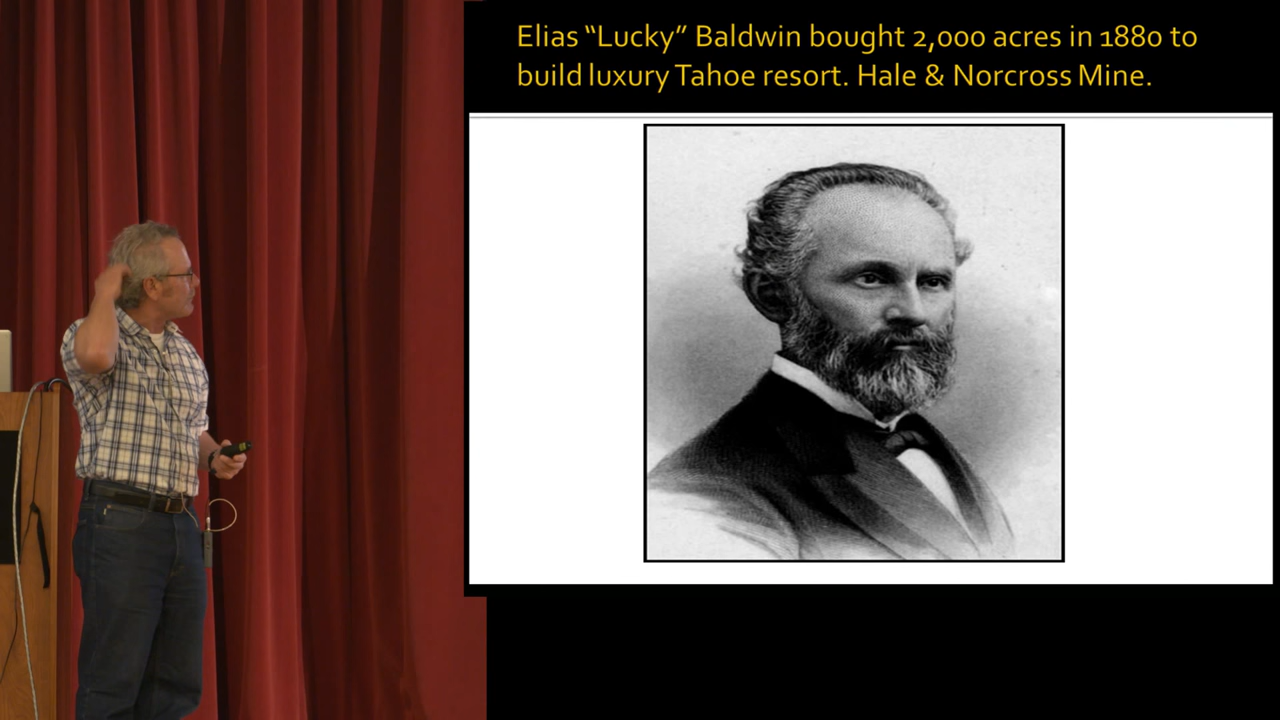 Elias “Lucky” Baldwin bought 2,000 acres in 1880 to
build luxury Tahoe resort. Hale & Norcross Mine.